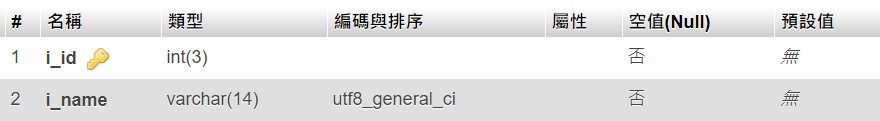 # 名稱 類型 編碼與排序 屬性 空值(Null) 預設值
1 i_id int(3) 否 無
2 i_name varchar(14) utf8_general_ci 否 無